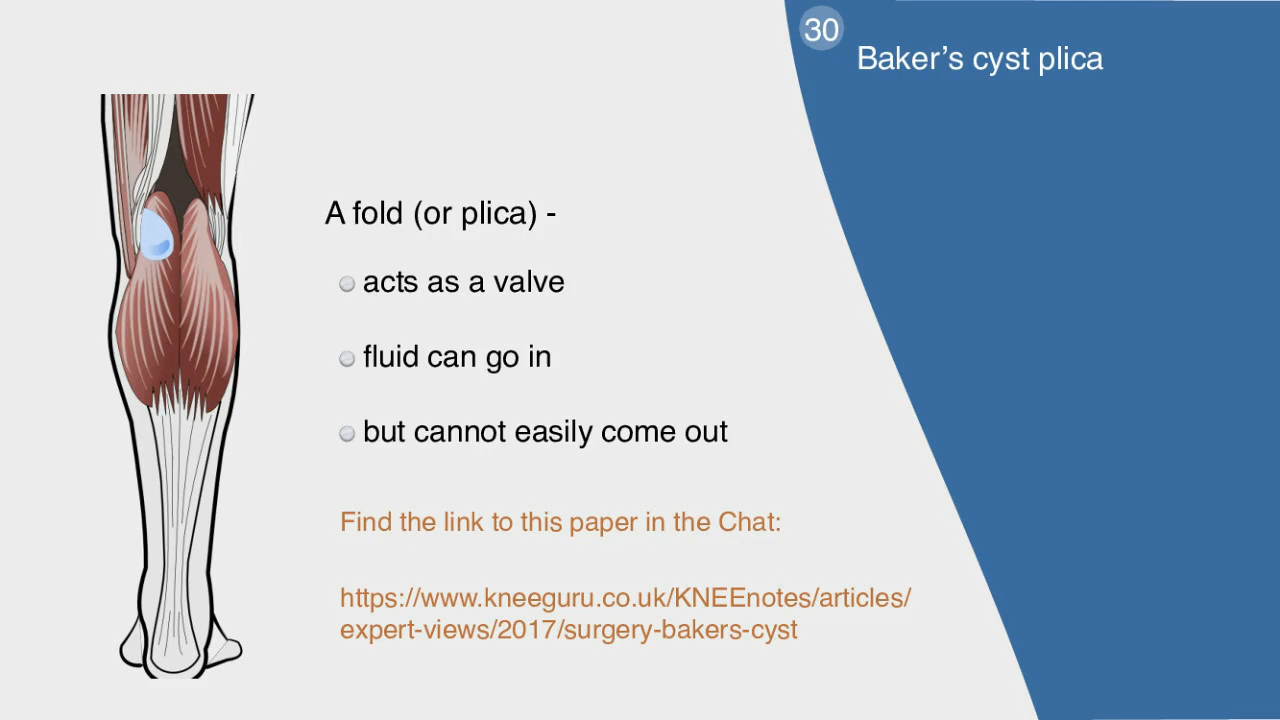 30
Baker’s cyst plica
A fold (or plica) -
acts as a valve
fluid can go in
but cannot easily come out
Find the link to this paper in the Chat:
https://www.kneeguru.co.uk/KNEEnotes/articles/
expert-views/2017/surgery-bakers-cyst